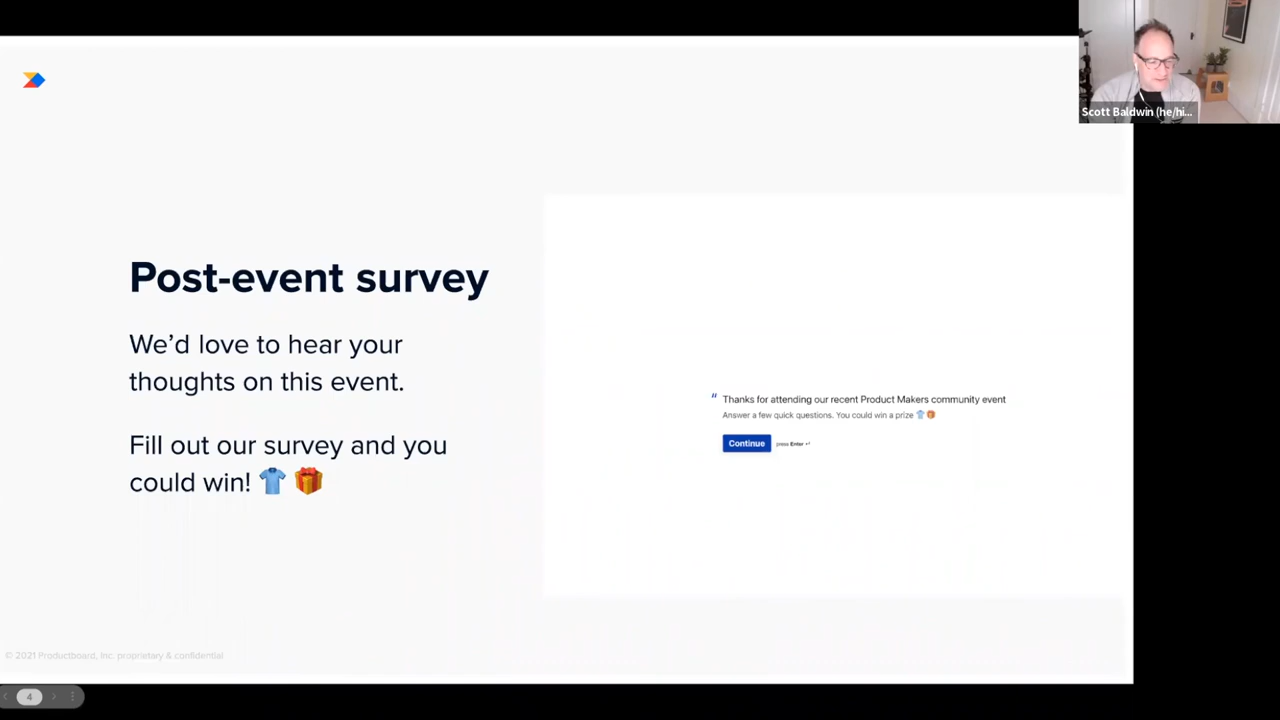 Scott Baldwin (he/hi...
Post-event survey
We’d love to hear your
thoughts on this event.
Fill out our survey and you
could win! 👕 🎁
“ Thanks for attending our recent Product Makers community event
Answer a few quick questions. You could win a prize 👕🎁
Continue press Enter ↵
© 2021 Productboard, Inc. proprietary & confidential
4